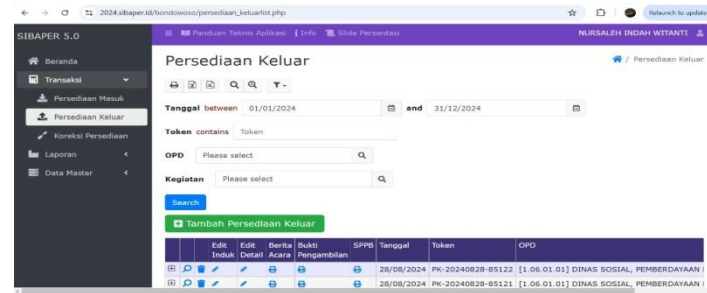 2024.sibaper.id/bondowoso/persediaan_keluarlist.php
Relaunch to update
SIBAPER 5.0
Panduan Teknis Aplikasi Info Slide Persentasi NURSALEH INDAH WITANTI
Beranda
Transaksi
Persediaan Masuk
Persediaan Keluar
Koreksi Persediaan
Laporan
Data Master
Persediaan Keluar
/ Persediaan Keluar
Tanggal between 01/01/2024 and 31/12/2024
Token contains Token
OPD Please select
Kegiatan Please select
Search
Tambah Persediaan Keluar
Edit Induk Edit Detail Berita Acara Bukti Pengambilan SPPB Tanggal Token OPD
28/08/2024 PK-20240828-85122 [1.06.01.01] DINAS SOSIAL, PEMBERDAYAAN
28/08/2024 PK-20240828-85121 [1.06.01.01] DINAS SOSIAL, PEMBERDAYAAN